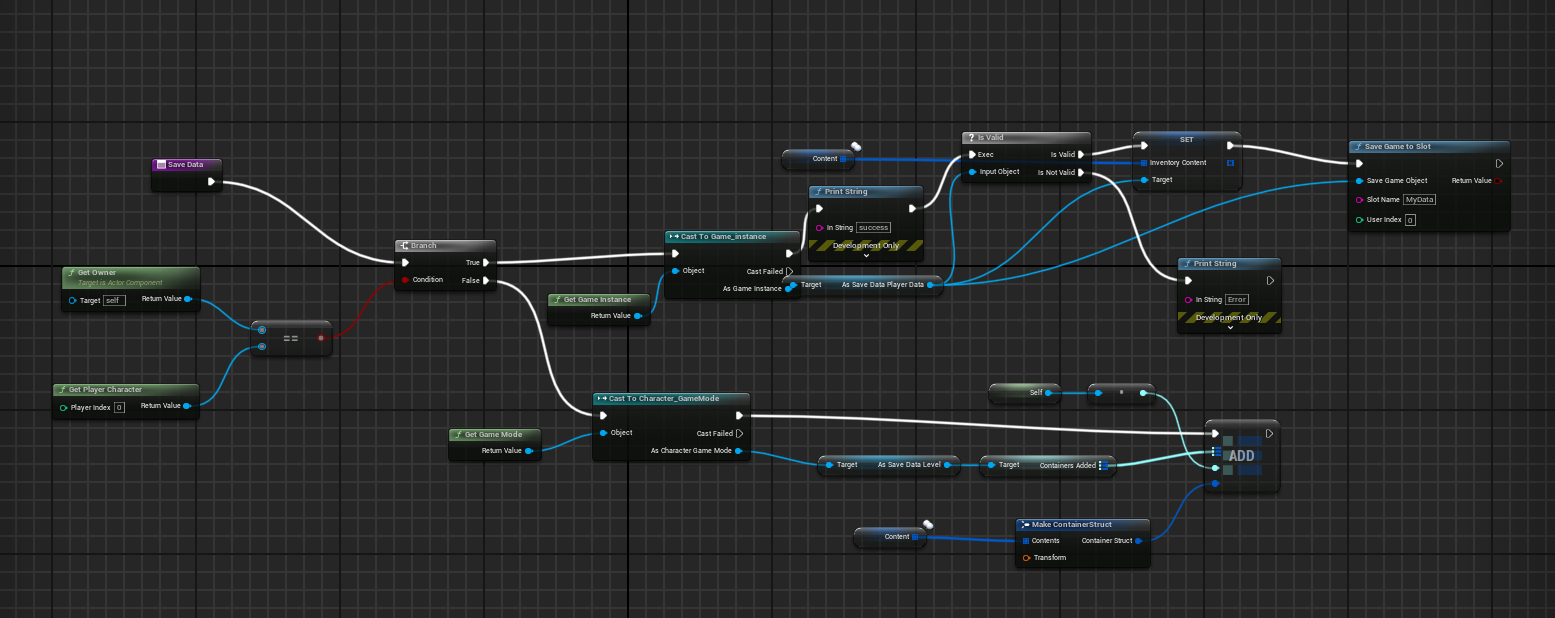 Save Data
Get Owner
Target is Actor Component
Target self
Return Value
Get Player Character
Player Index 0
Return Value
==
Branch
True
Condition
False
Get Game Instance
Return Value
Cast To Game_instance
Object
Cast Failed
As Game Instance
Print String
In String success
Development Only
Content
Target
As Save Data Player Data
? Is Valid
Exec
Is Valid
Input Object
Is Not Valid
SET
Inventory Content
Target
Print String
In String Error
Development Only
Save Game to Slot
Save Game Object
Return Value
Slot Name MyData
User Index 0
Get Game Mode
Return Value
Cast To Character_GameMode
Object
Cast Failed
As Character Game Mode
Target
As Save Data Level
Target
Containers Added
Self
ADD
Content
Make ContainerStruct
Contents
Container Struct
Transform